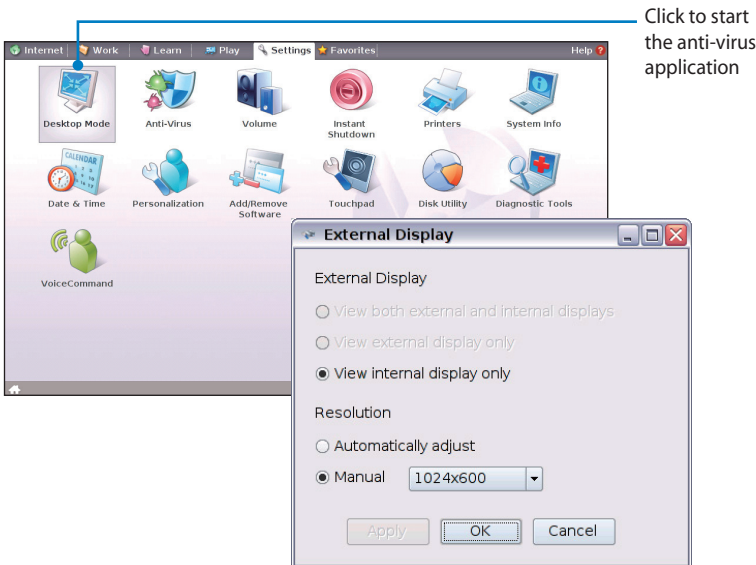 Click to start
the anti-virus
application
Internet Work Learn Play Settings Favorites Help ?
Desktop Mode Anti-Virus Volume Instant Shutdown Printers System Info
CALENDAR
Date & Time Personalization Add/Remove Software Touchpad Disk Utility Diagnostic Tools
VoiceCommand
External Display
External Display
View both external and internal displays
View external display only
View internal display only
Resolution
Automatically adjust
Manual 1024x600
Apply OK Cancel